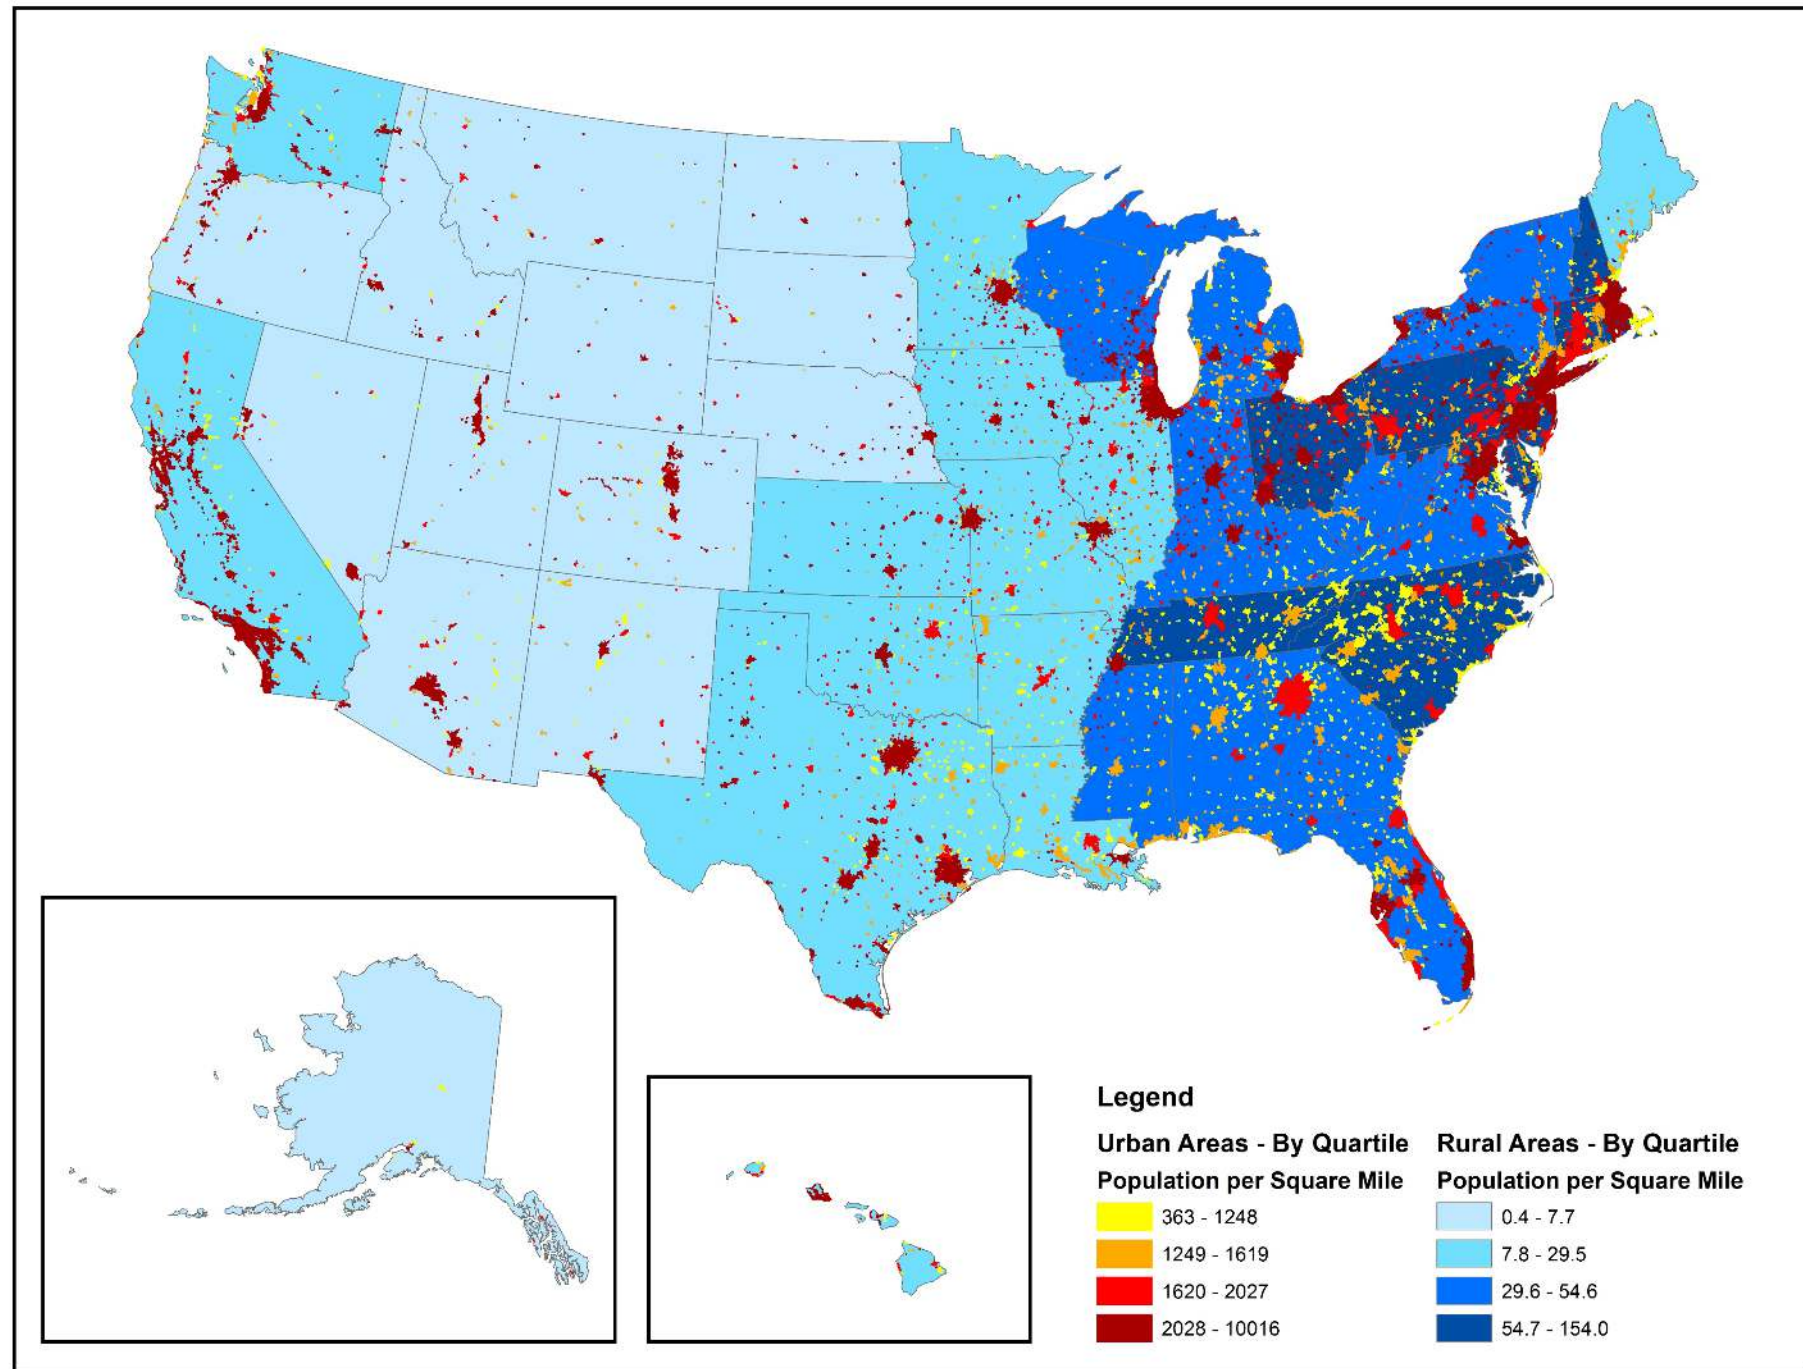 Legend
Urban Areas - By Quartile
Population per Square Mile
363 - 1248
1249 - 1619
1620 - 2027
2028 - 10016
Rural Areas - By Quartile
Population per Square Mile
0.4 - 7.7
7.8 - 29.5
29.6 - 54.6
54.7 - 154.0